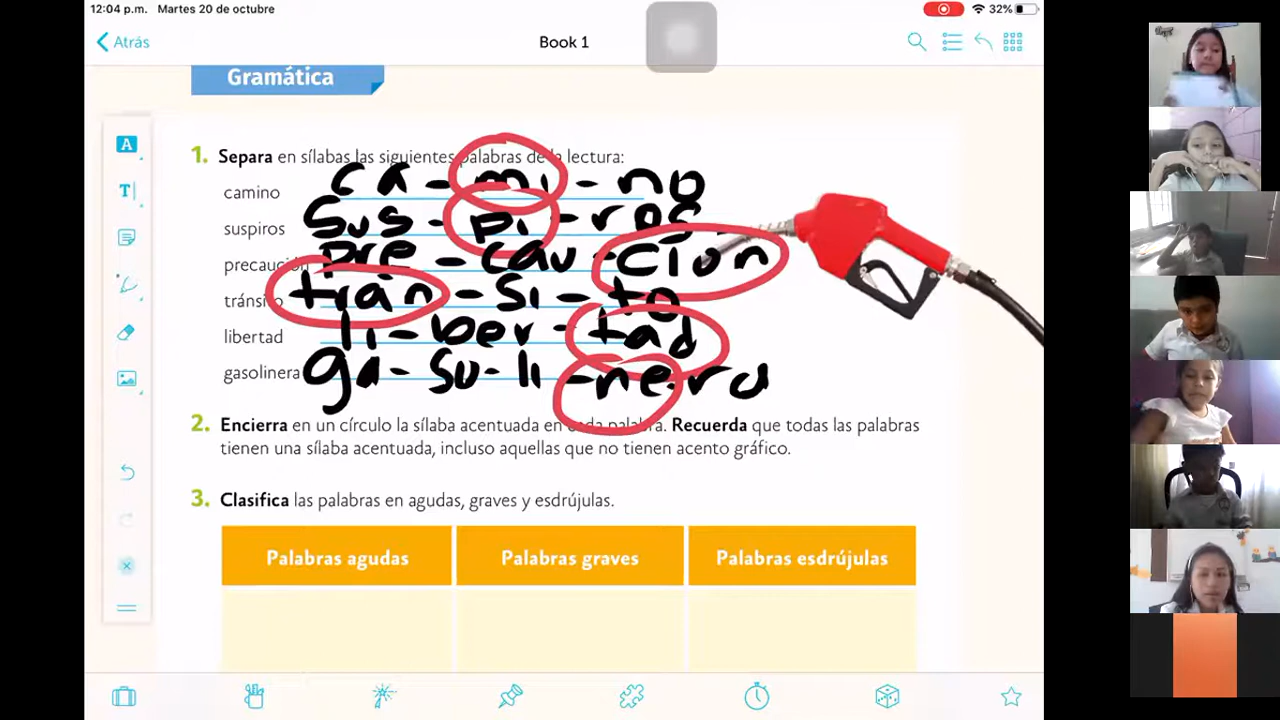 12:04 p.m. Martes 20 de octubre
32%
Atrás
Book 1
Gramática
1. Separa en sílabas las siguientes palabras de la lectura:
camino ca - mi - no
suspiros sus - pi - ros
precaución pre - cau - cion
tránsito trán - si - to
libertad li - ber - tad
gasolinera ga - so - li - ne - ra
2. Encierra en un círculo la sílaba acentuada en cada palabra. Recuerda que todas las palabras
tienen una sílaba acentuada, incluso aquellas que no tienen acento gráfico.
3. Clasifica las palabras en agudas, graves y esdrújulas.
Palabras agudas Palabras graves Palabras esdrújulas